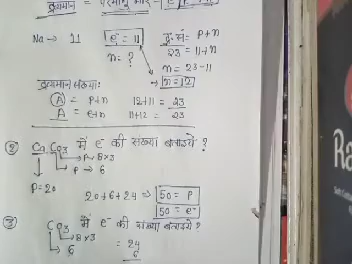 द्रव्यमान = परमाणु भार =
Na → 11 e⁻ = 11 द्र. सं = P+n
n = ? 23 = 11+n
n = 23-11
n=12
द्रव्यमान संख्या:
A = P+n 12+11 = 23
A = e+n 11+12 = 23
② CaCO3 में e⁻ की संख्या बताइये ?
→ 8×3
P → 6
P=20
20+6+24 ⇒ 50 = P
50 = e⁻
③ CO3 में e⁻ की संख्या बताइये ?
→ 8×3 = 24
→ 6 6